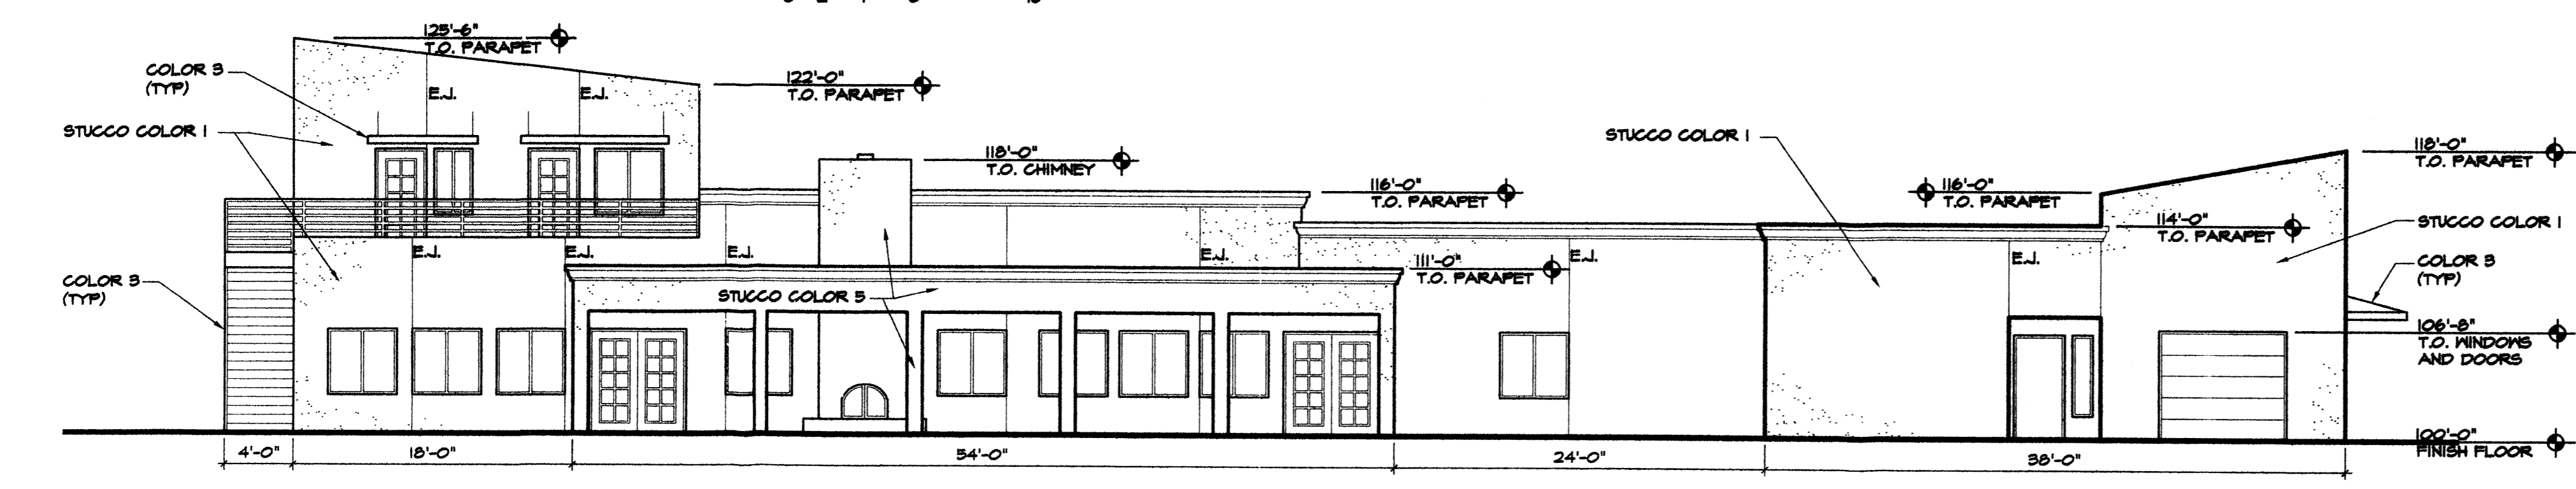 125'-6"
T.O. PARAPET
COLOR 3
(TYP)
122'-0"
T.O. PARAPET
E.J.
E.J.
STUCCO COLOR 1
STUCCO COLOR 1
118'-0"
T.O. CHIMNEY
118'-0"
T.O. PARAPET
116'-0"
T.O. PARAPET
116'-0"
T.O. PARAPET
114'-0"
T.O. PARAPET
STUCCO COLOR 1
E.J.
E.J.
E.J.
E.J.
E.J.
E.J.
111'-0"
T.O. PARAPET
COLOR 3
(TYP)
COLOR 3
(TYP)
STUCCO COLOR 5
106'-8"
T.O. WINDOWS
AND DOORS
100'-0"
FINISH FLOOR
4'-0"
18'-0"
54'-0"
24'-0"
38'-0"